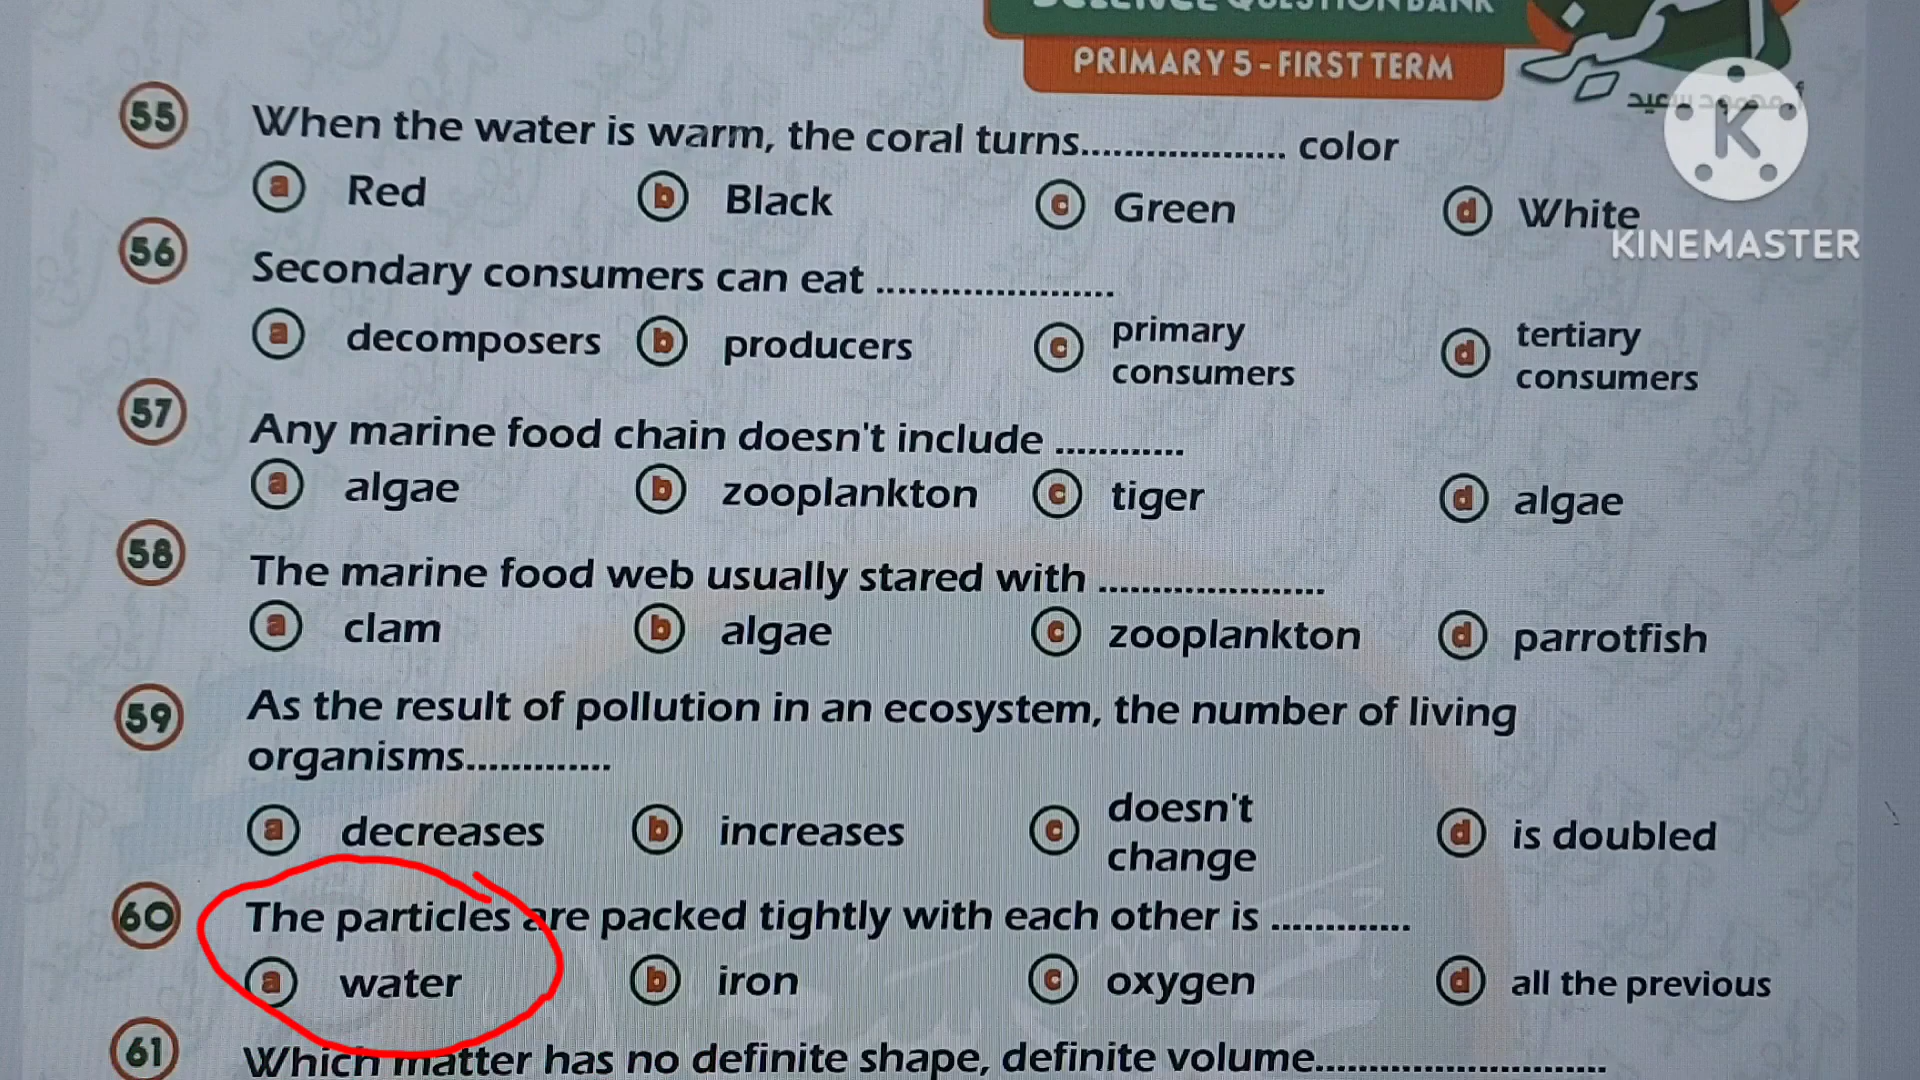 PRIMARY 5 - FIRST TERM
55 When the water is warm, the coral turns................... color
a Red b Black c Green d White
KINEMASTER
56 Secondary consumers can eat ......................
a decomposers b producers c primary consumers d tertiary consumers
57 Any marine food chain doesn't include ............
a algae b zooplankton c tiger d algae
58 The marine food web usually stared with .....................
a clam b algae c zooplankton d parrotfish
59 As the result of pollution in an ecosystem, the number of living
organisms.............
a decreases b increases c doesn't change d is doubled
60 The particles are packed tightly with each other is .............
a water b iron c oxygen d all the previous
61 Which matter has no definite shape, definite volume...........................